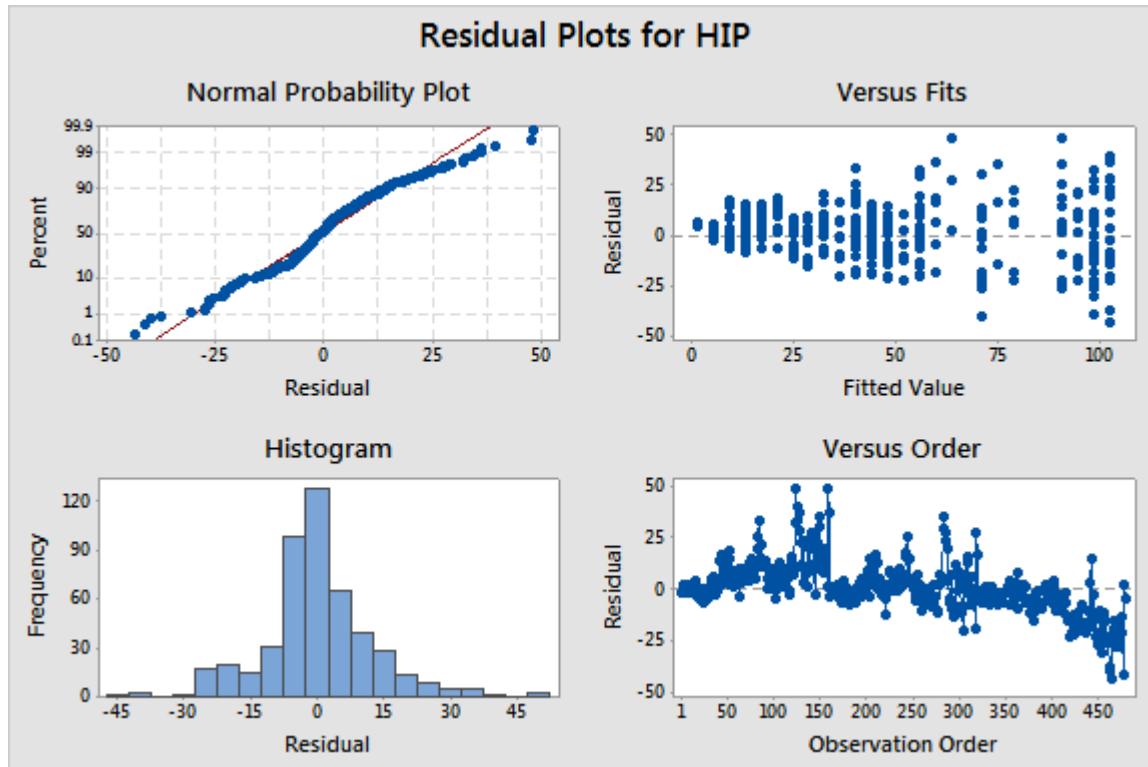 Residual Plots for HIP
Normal Probability Plot
99.9
99
90
50
10
1
0.1
Percent
-50 -25 0 25 50
Residual
Versus Fits
50
25
0
-25
-50
Residual
0 25 50 75 100
Fitted Value
Histogram
120
90
60
30
0
Frequency
-45 -30 -15 0 15 30 45
Residual
Versus Order
50
25
0
-25
-50
Residual
1 50 100 150 200 250 300 350 400 450
Observation Order